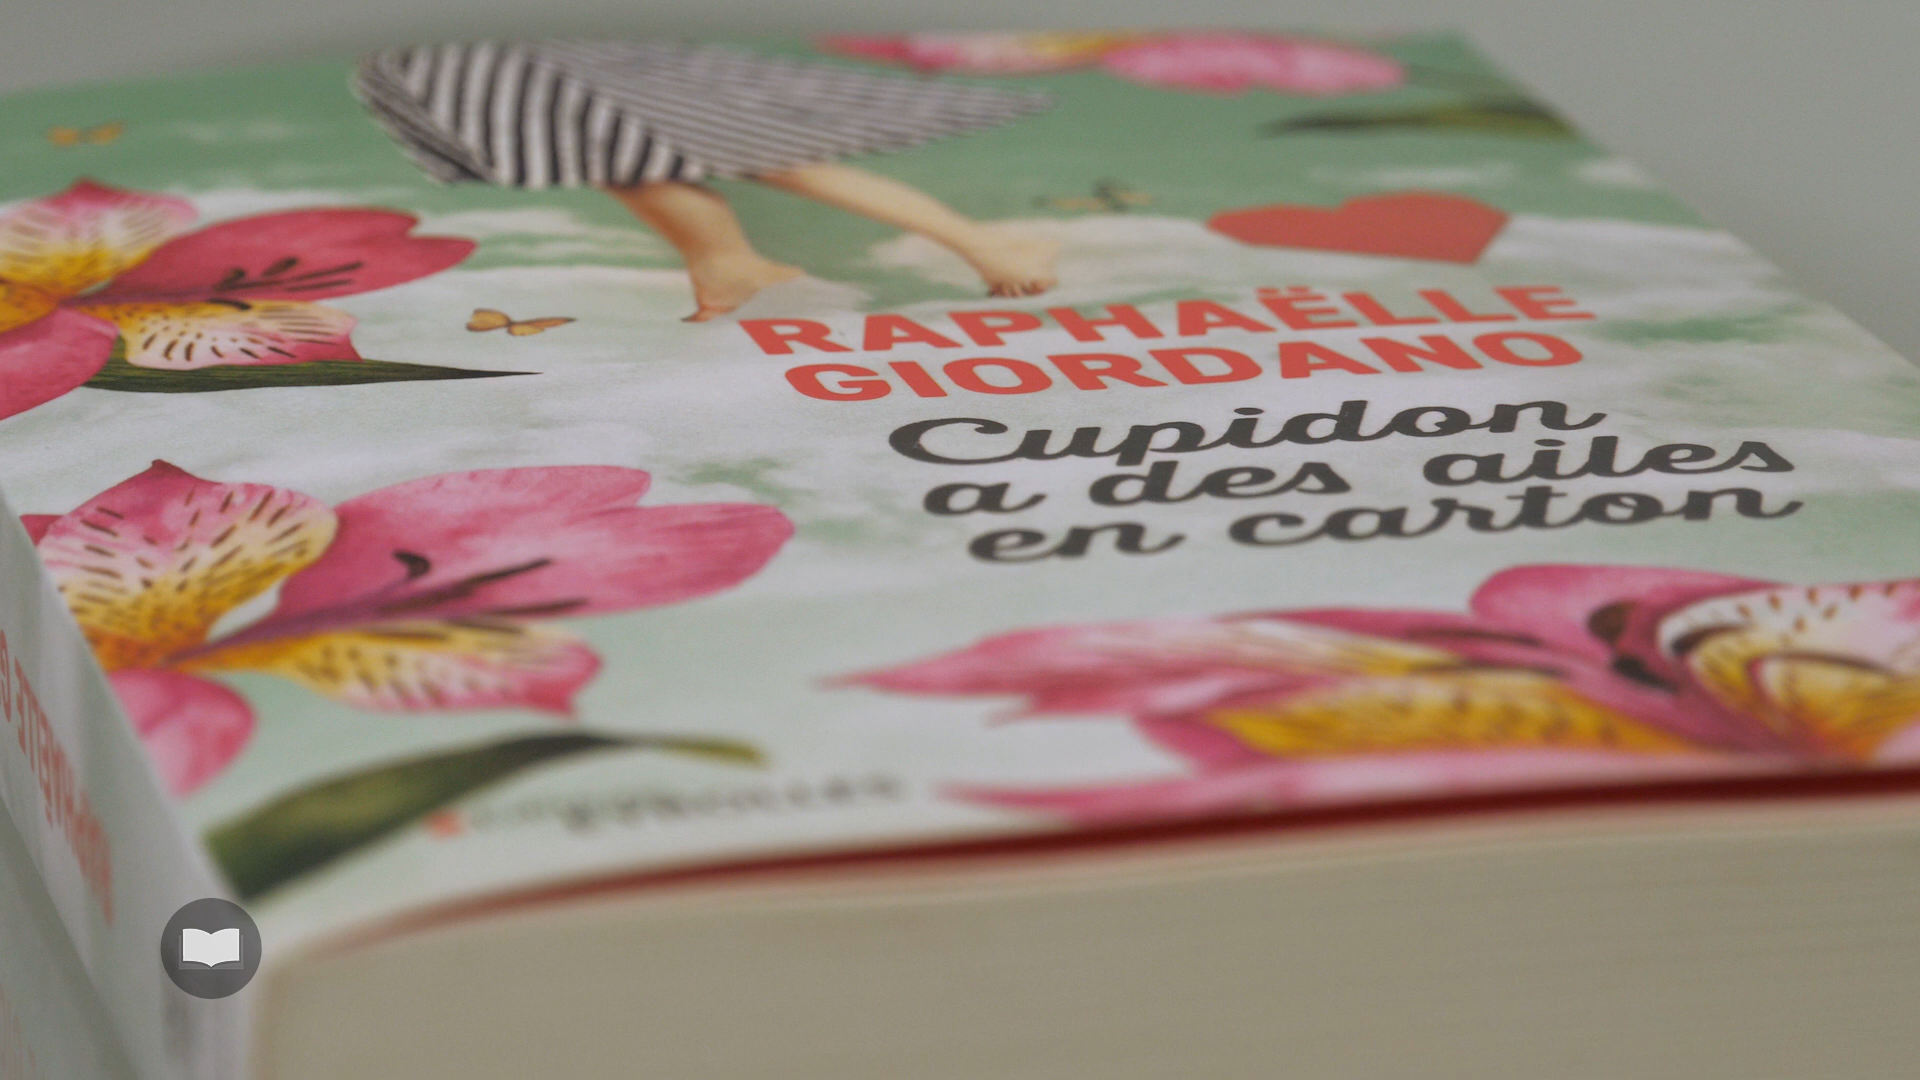 RAPHAËLLE
GIORDANO
Cupidon
a des ailes
en carton